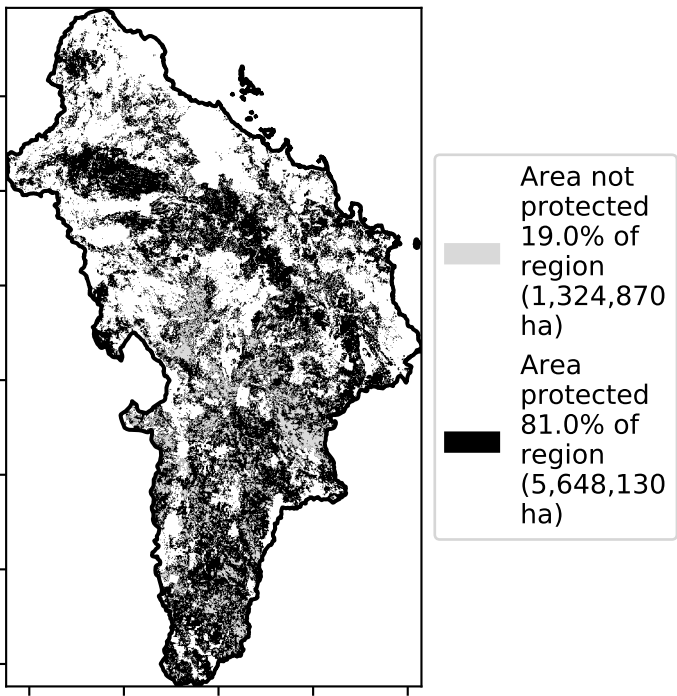 Area not
protected
19.0% of
region
(1,324,870
ha)
Area
protected
81.0% of
region
(5,648,130
ha)